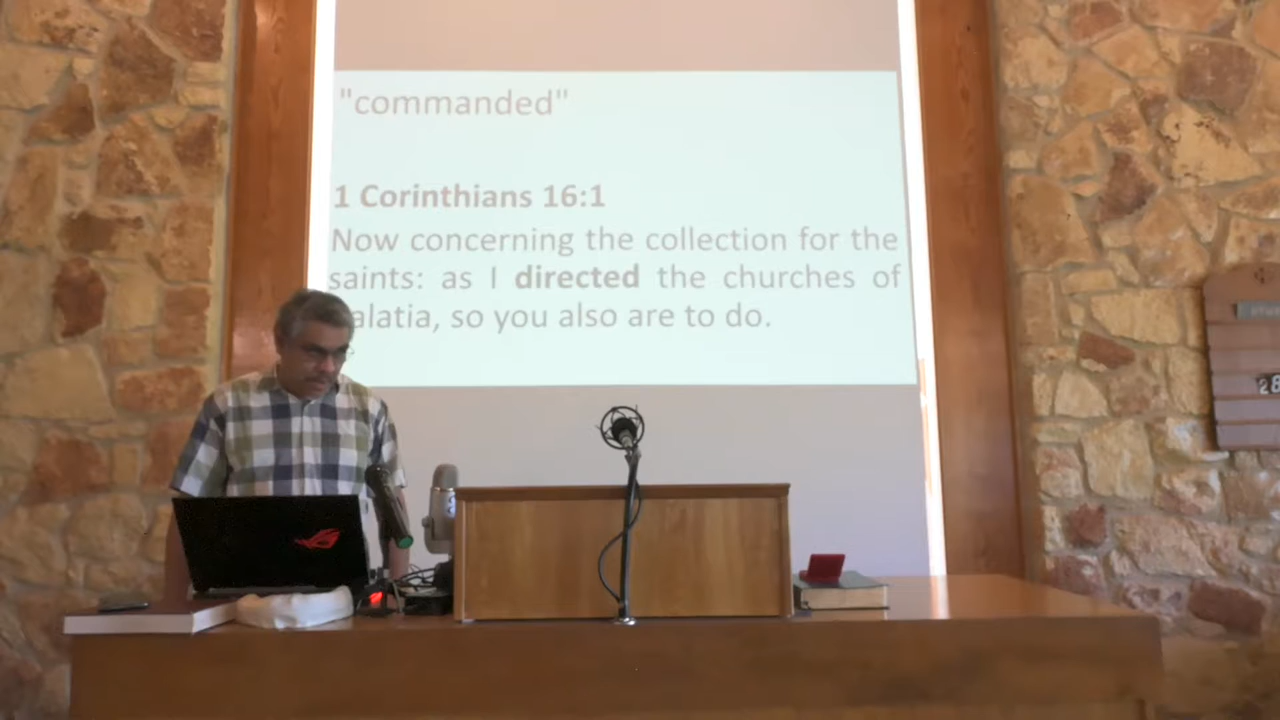 "commanded"
1 Corinthians 16:1
Now concerning the collection for the
saints: as I directed the churches of
alatia, so you also are to do.
28